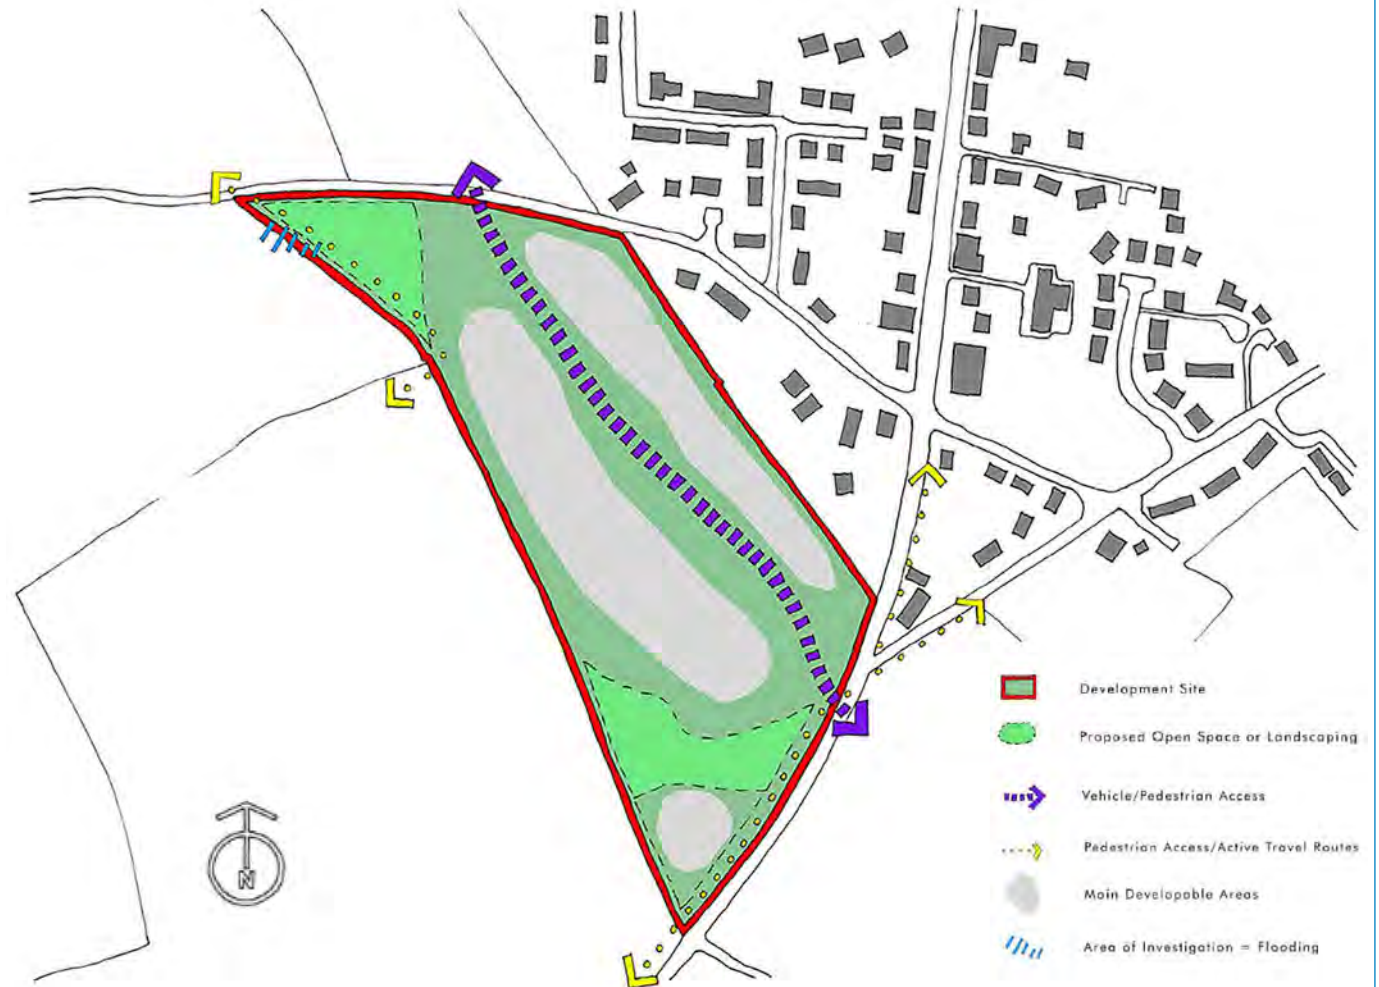 Development Site
Proposed Open Space or Landscaping
Vehicle/Pedestrian Access
Pedestrian Access/Active Travel Routes
Main Developable Areas
Area of Investigation = Flooding
N